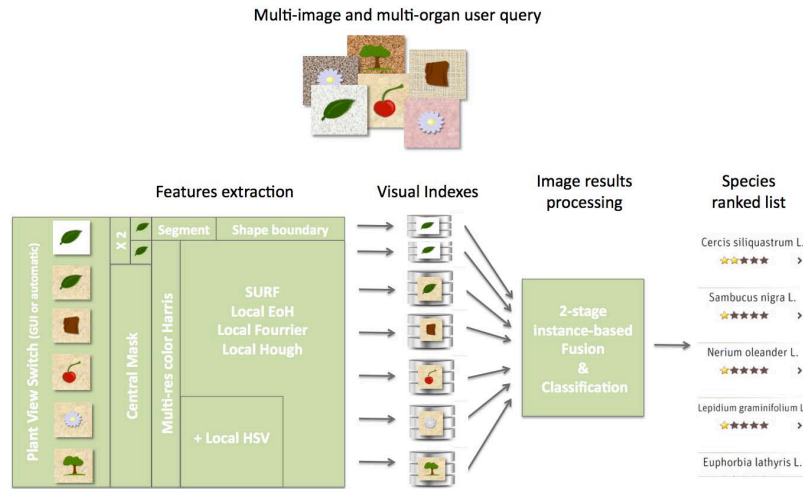 Multi-image and multi-organ user query
Features extraction
Visual Indexes
Image results
processing
Species
ranked list
Plant View Switch (GUI or automatic)
X 2
Segment
Shape boundary
Central Mask
Multi-res color Harris
SURF
Local EoH
Local Fourrier
Local Hough
+ Local HSV
2-stage
instance-based
Fusion
&
Classification
Cercis siliquastrum L.
Sambucus nigra L.
Nerium oleander L.
Lepidium graminifolium L
Euphorbia lathyris L.